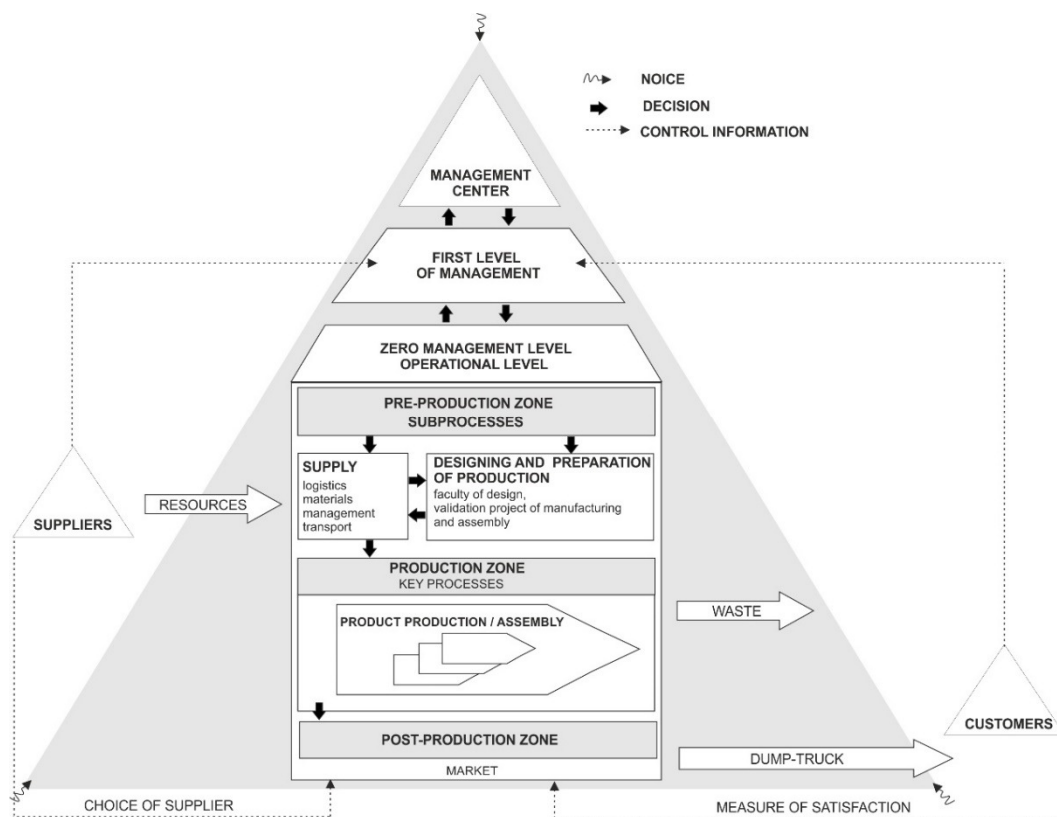 NOICE
DECISION
CONTROL INFORMATION
MANAGEMENT
CENTER
FIRST LEVEL
OF MANAGEMENT
ZERO MANAGEMENT LEVEL
OPERATIONAL LEVEL
PRE-PRODUCTION ZONE
SUBPROCESSES
SUPPLY
logistics
materials
management
transport
DESIGNING AND PREPARATION
OF PRODUCTION
faculty of design,
validation project of manufacturing
and assembly
RESOURCES
SUPPLIERS
PRODUCTION ZONE
KEY PROCESSES
PRODUCT PRODUCTION / ASSEMBLY
WASTE
CUSTOMERS
POST-PRODUCTION ZONE
DUMP-TRUCK
MARKET
CHOICE OF SUPPLIER
MEASURE OF SATISFACTION